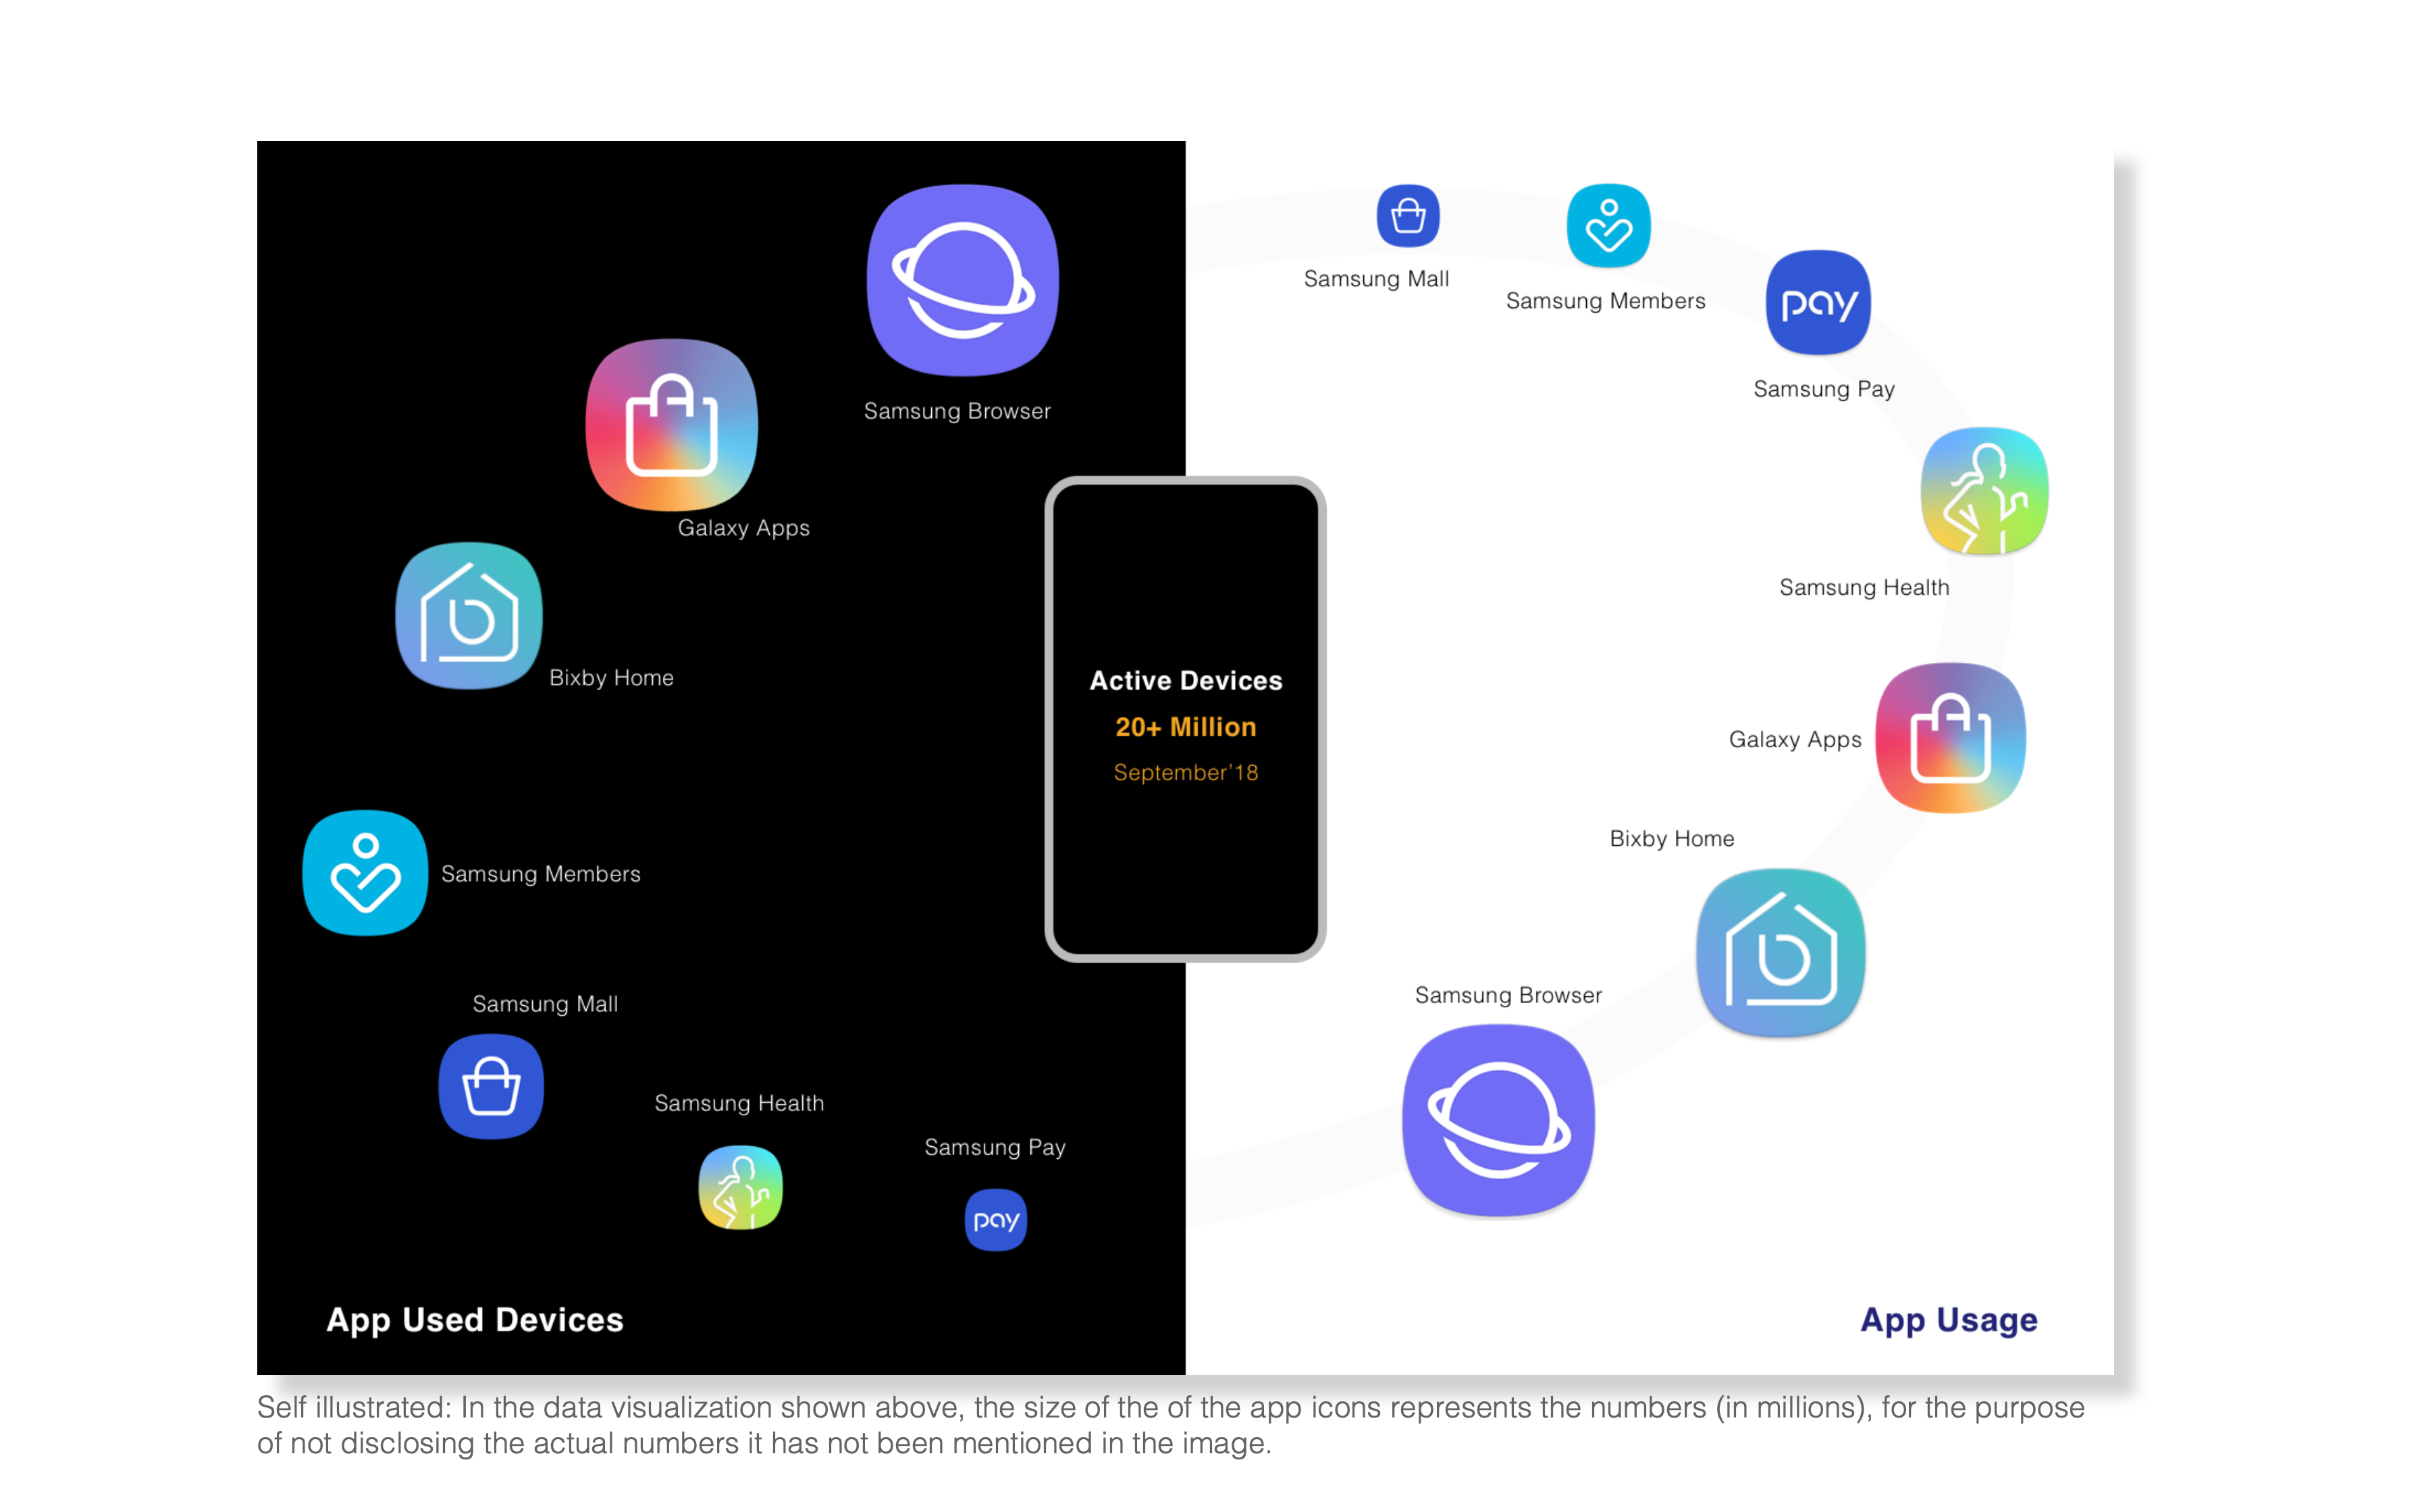 Samsung Browser
Galaxy Apps
Bixby Home
Samsung Members
Samsung Mall
Samsung Health
Samsung Pay
pay
App Used Devices
Active Devices
20+ Million
September'18
Samsung Mall
Samsung Members
pay
Samsung Pay
Samsung Health
Galaxy Apps
Bixby Home
Samsung Browser
App Usage
Self illustrated: In the data visualization shown above, the size of the of the app icons represents the numbers (in millions), for the purpose
of not disclosing the actual numbers it has not been mentioned in the image.